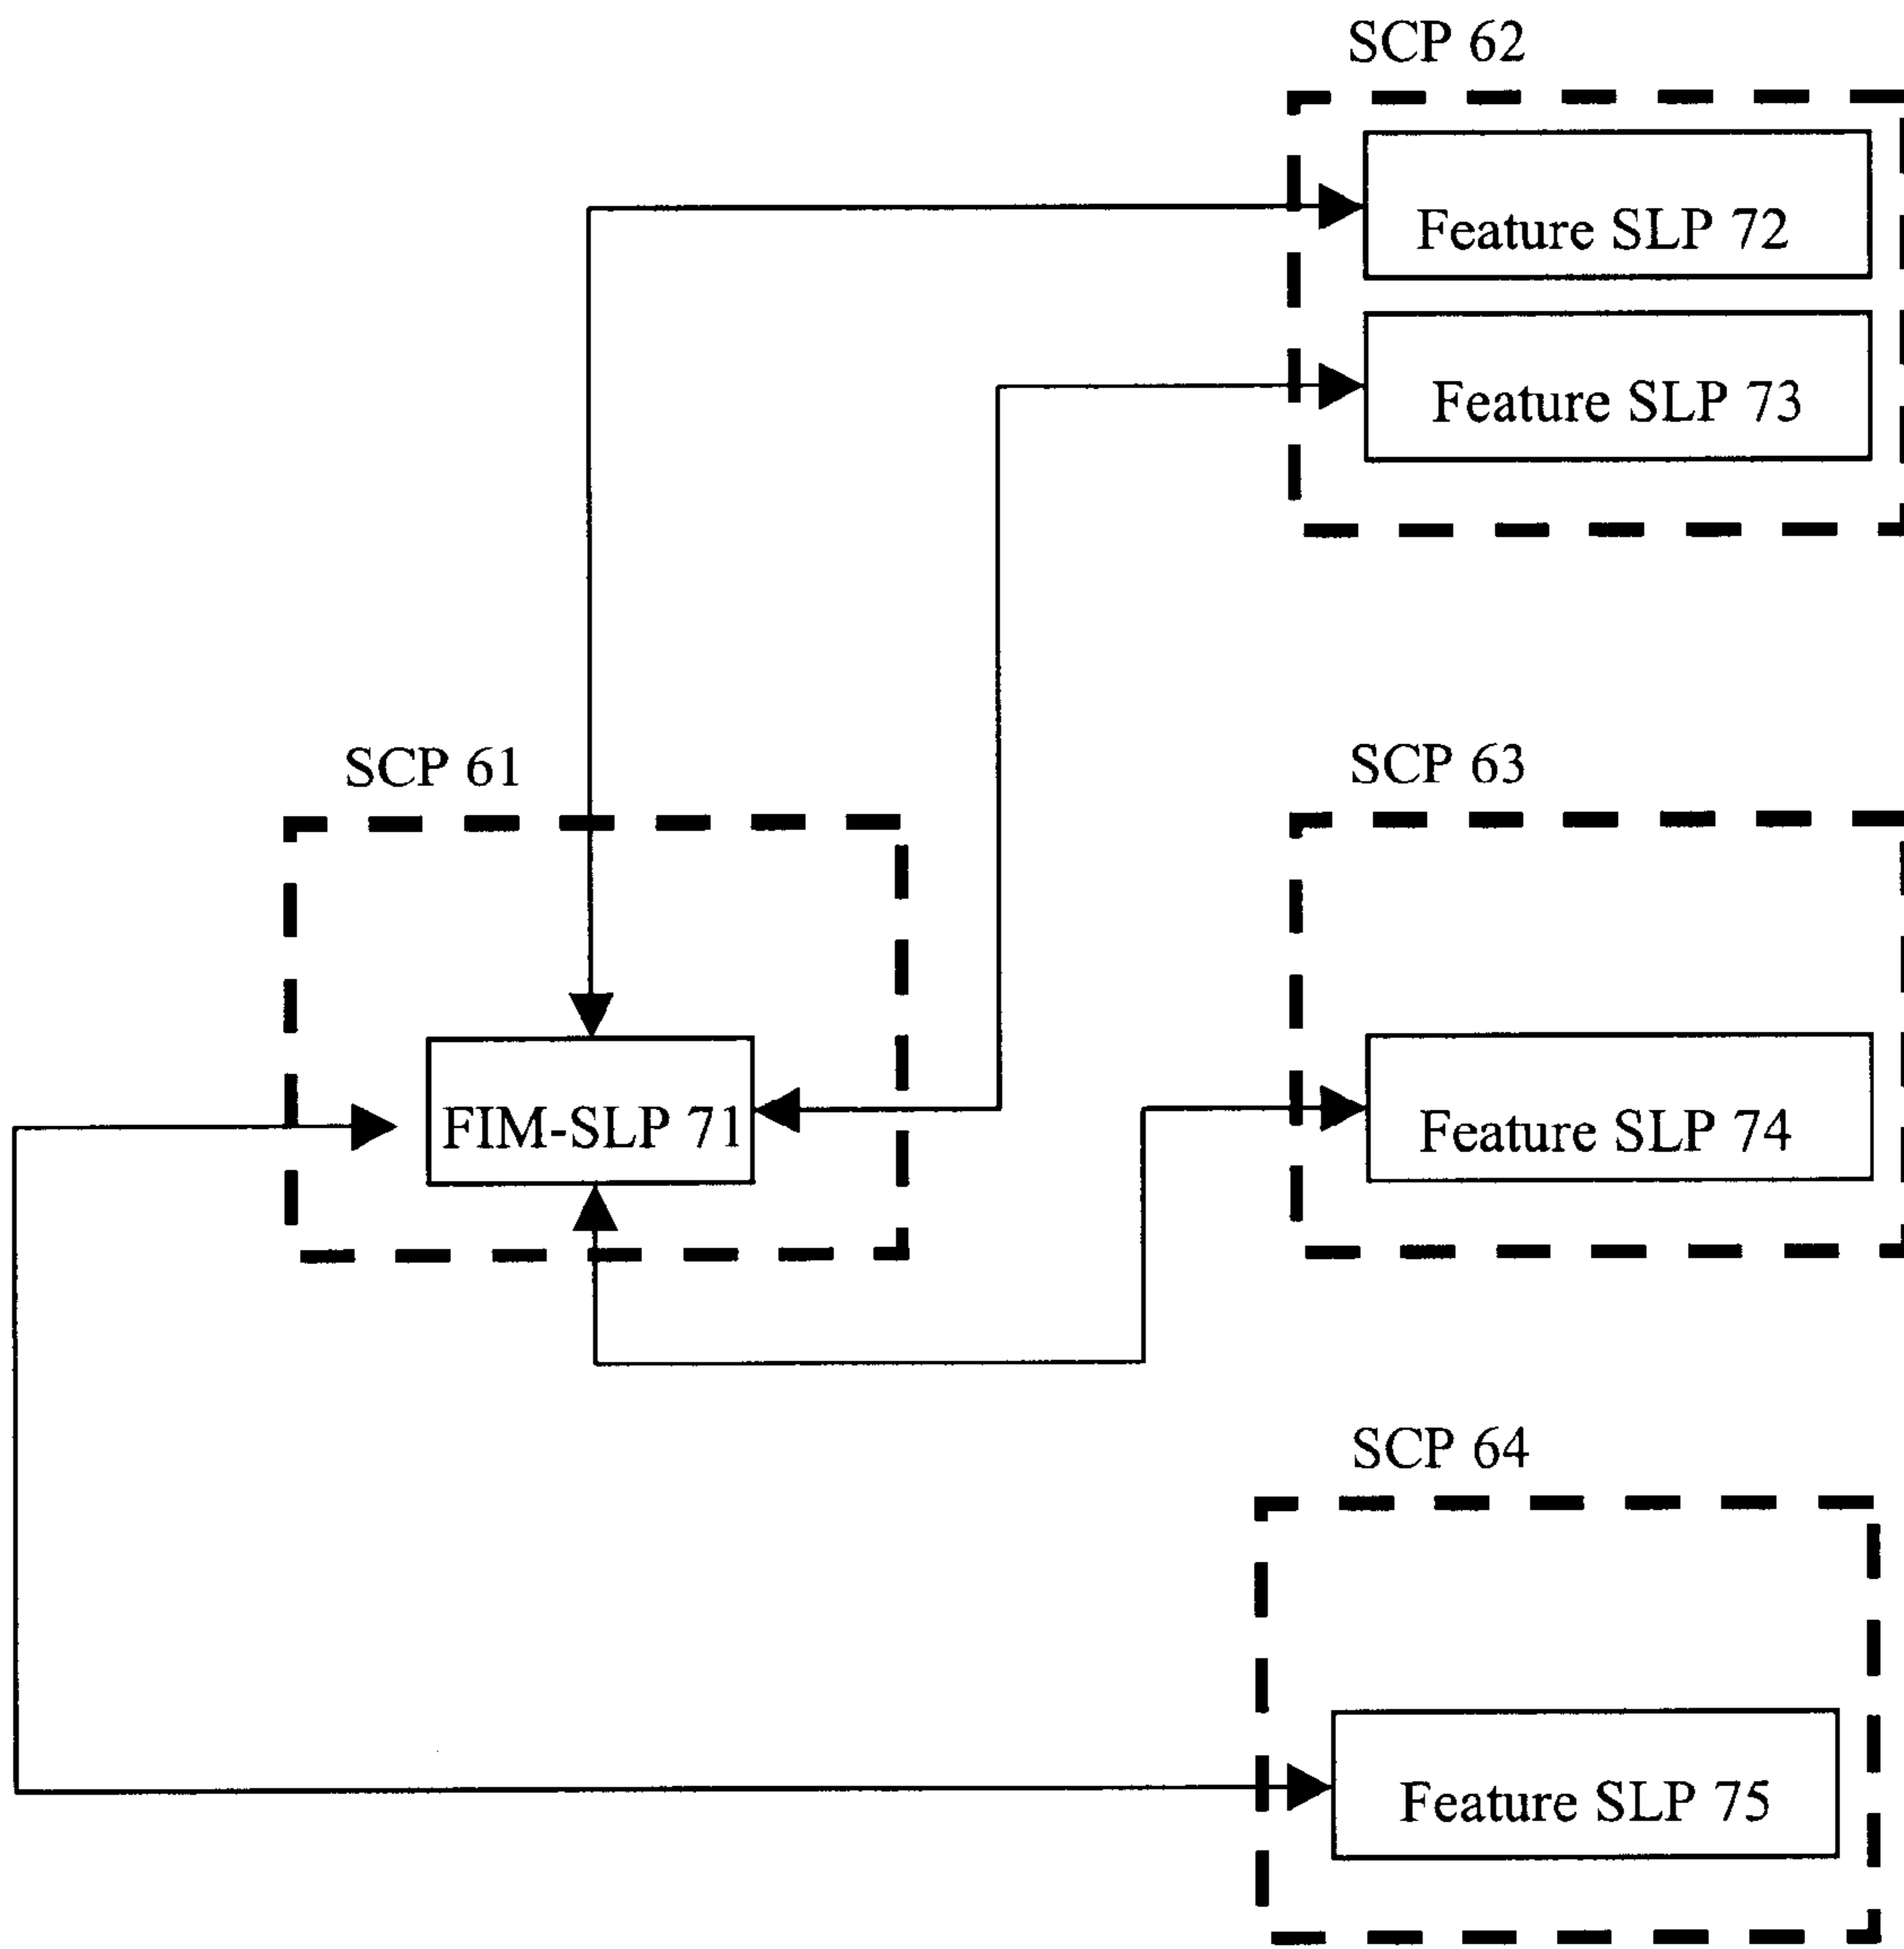 SCP 62
Feature SLP 72
Feature SLP 73
SCP 61
SCP 63
FIM-SLP 71
Feature SLP 74
SCP 64
Feature SLP 75